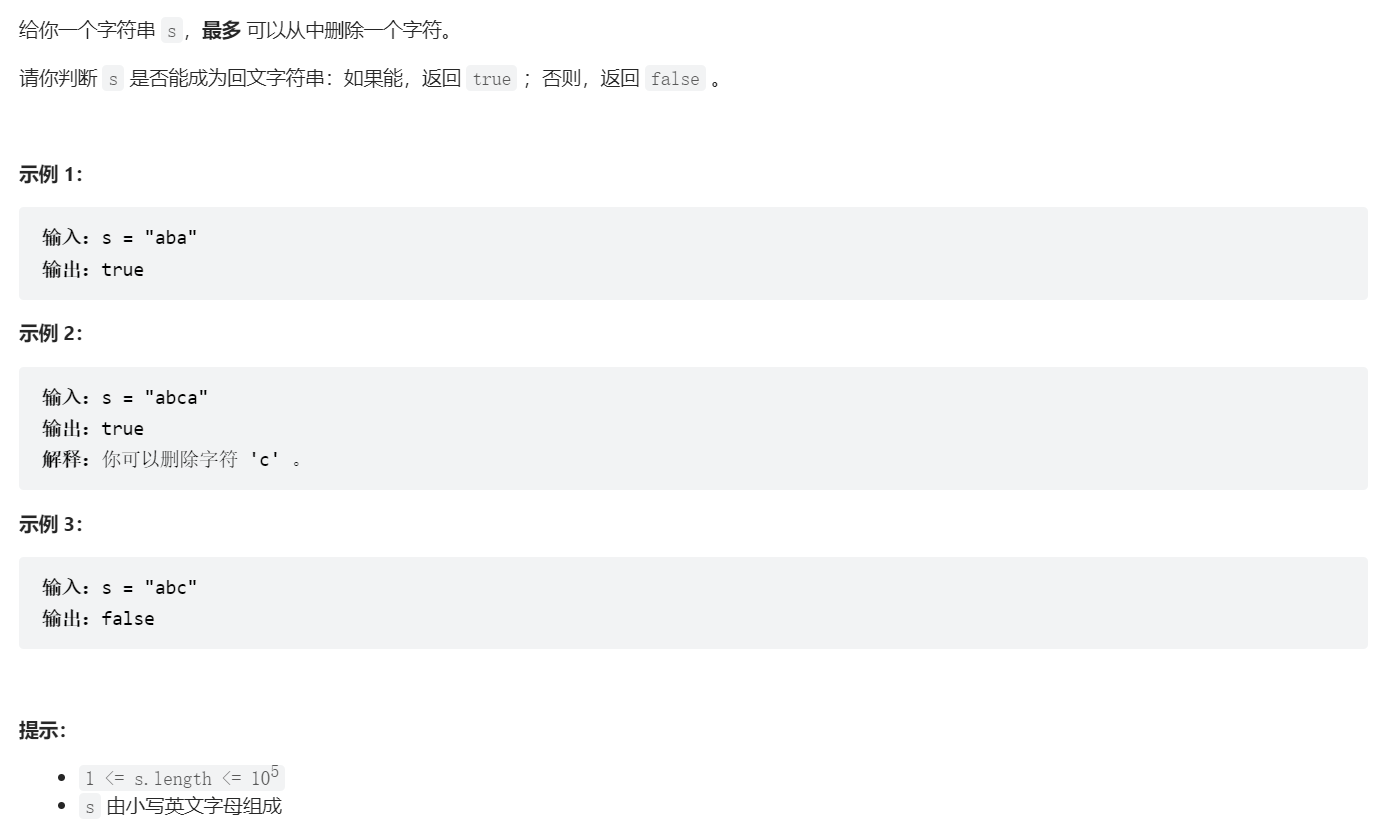 给你一个字符串 s，最多 可以从中删除一个字符。
请你判断 s 是否能成为回文字符串：如果能，返回 true ；否则，返回 false 。
示例 1：
输入：s = "aba"
输出：true
示例 2：
输入：s = "abca"
输出：true
解释：你可以删除字符 'c' 。
示例 3：
输入：s = "abc"
输出：false
提示：
• 1 <= s.length <= 10⁵
• s 由小写英文字母组成